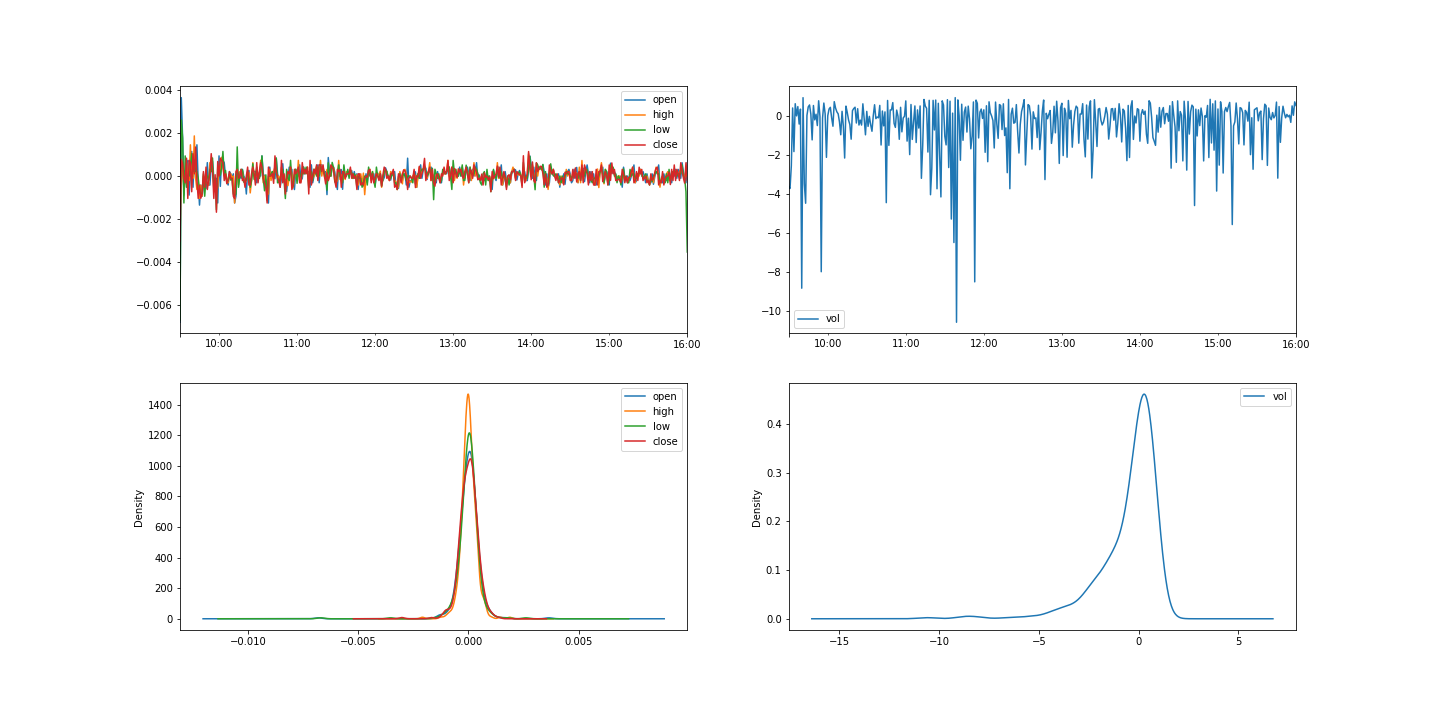 0.004
0.002
0.000
−0.002
−0.004
−0.006
10:00 11:00 12:00 13:00 14:00 15:00 16:00
open
high
low
close
0
−2
−4
−6
−8
−10
10:00 11:00 12:00 13:00 14:00 15:00 16:00
vol
Density
1400
1200
1000
800
600
400
200
0
−0.010 −0.005 0.000 0.005
open
high
low
close
Density
0.4
0.3
0.2
0.1
0.0
−15 −10 −5 0 5
vol